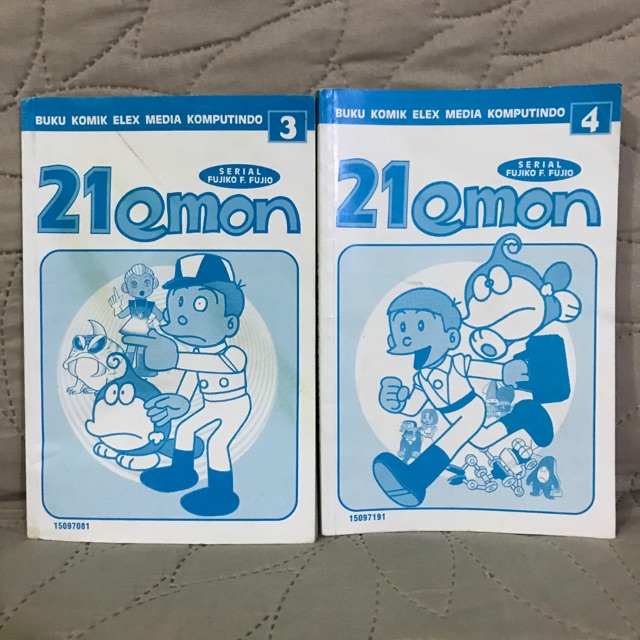 BUKU KOMIK ELEX MEDIA KOMPUTINDO 3
SERIAL
FUJIKO F. FUJIO
21emon
15097081
BUKU KOMIK ELEX MEDIA KOMPUTINDO 4
SERIAL
FUJIKO F. FUJIO
21emon
15097191